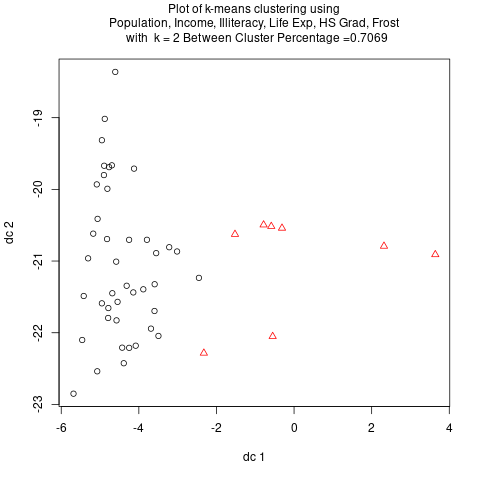 Plot of k-means clustering using
Population, Income, Illiteracy, Life Exp, HS Grad, Frost
with k = 2 Between Cluster Percentage =0.7069
-19
-20
-21
-22
-23
dc 2
-6 -4 -2 0 2 4
dc 1